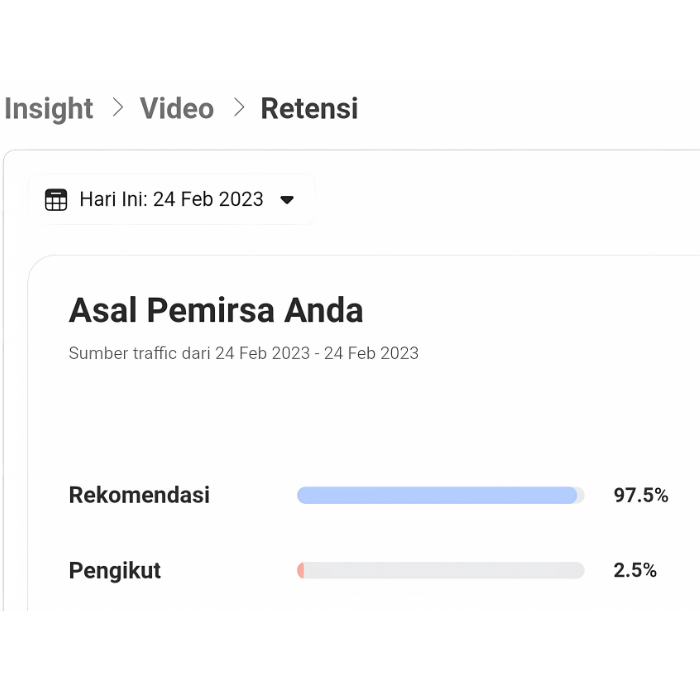 Insight > Video > Retensi
Hari Ini: 24 Feb 2023
Asal Pemirsa Anda
Sumber traffic dari 24 Feb 2023 - 24 Feb 2023
Rekomendasi 97.5%
Pengikut 2.5%